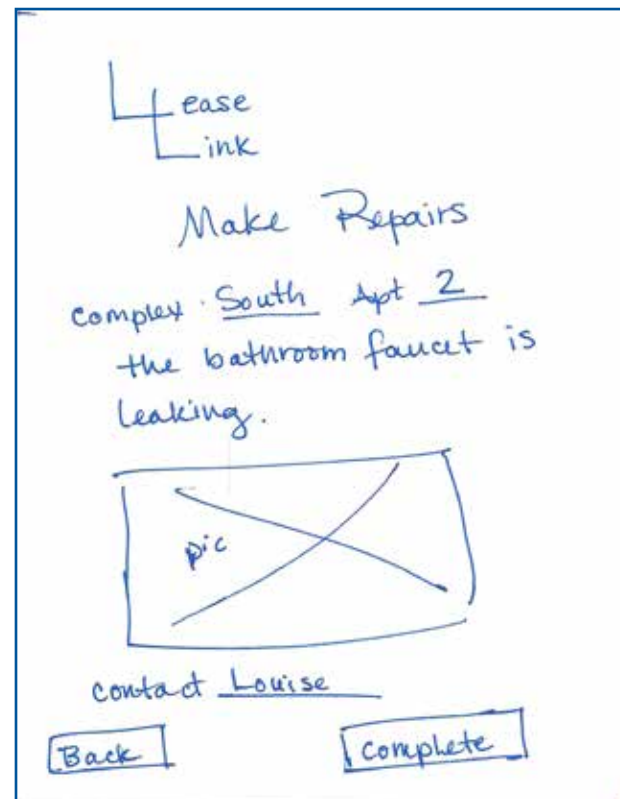 Lease
Link
Make Repairs
complex South Apt 2
the bathroom faucet is
leaking.
pic
contact Louise
Back
Complete